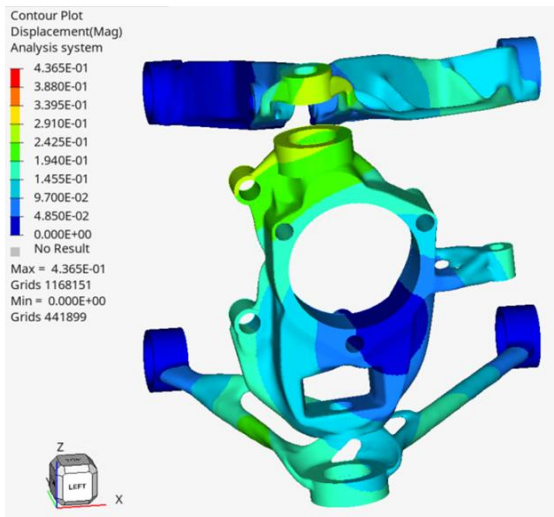 Contour Plot
Displacement(Mag)
Analysis system
4.365E-01
3.880E-01
3.395E-01
2.910E-01
2.425E-01
1.940E-01
1.455E-01
9.700E-02
4.850E-02
0.000E+00
No Result
Max = 4.365E-01
Grids 1168151
Min = 0.000E+00
Grids 441899
Z
LEFT
X